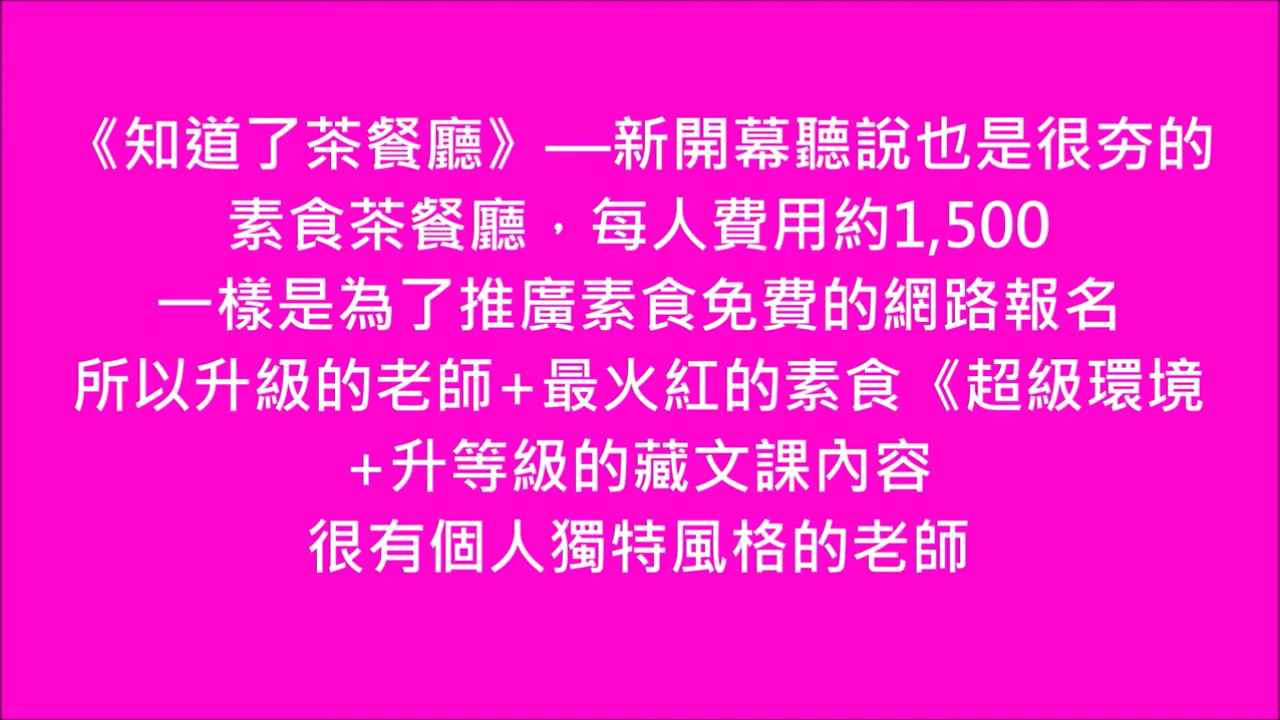 《知道了茶餐廳》—新開幕聽說也是很夯的
素食茶餐廳，每人費用約1,500
一樣是為了推廣素食免費的網路報名
所以升級的老師+最火紅的素食《超級環境
+升等級的藏文課內容
很有個人獨特風格的老師